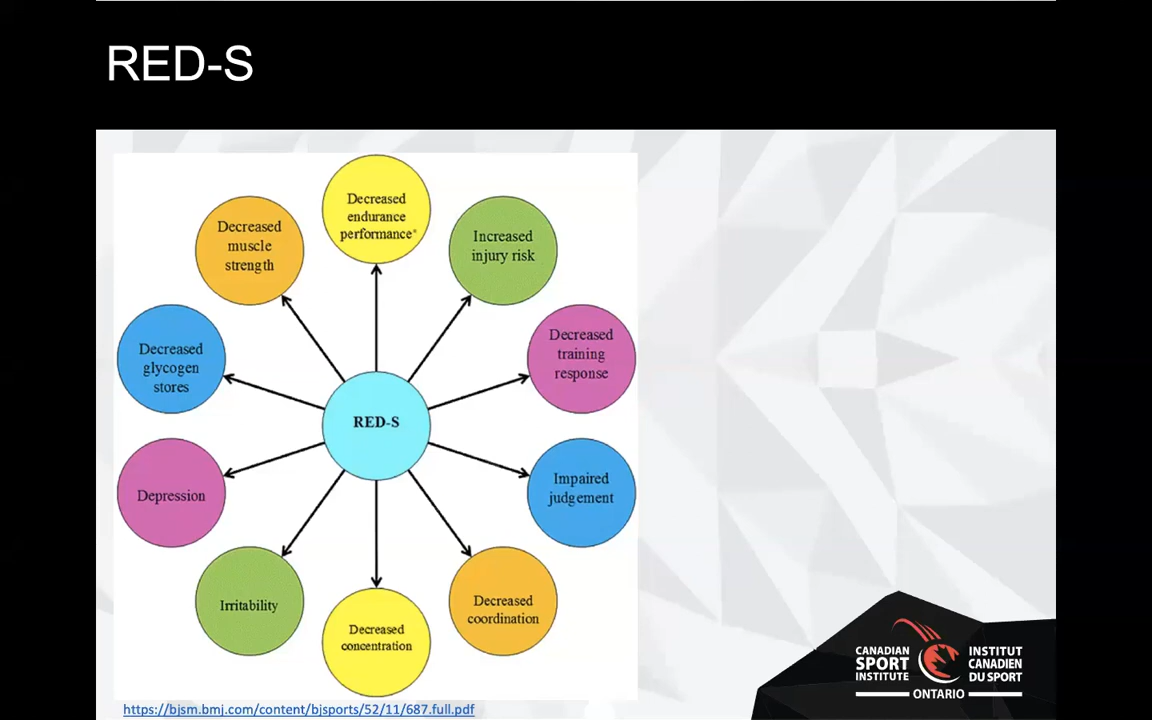 RED-S
Decreased
endurance
performance*
Increased
injury risk
Decreased
training
response
Impaired
judgement
Decreased
coordination
Decreased
concentration
Irritability
Depression
Decreased
glycogen
stores
Decreased
muscle
strength
RED-S
https://bjsm.bmj.com/content/bjsports/52/11/687.full.pdf
CANADIAN
SPORT
INSTITUTE
INSTITUT
CANADIEN
DU SPORT
ONTARIO